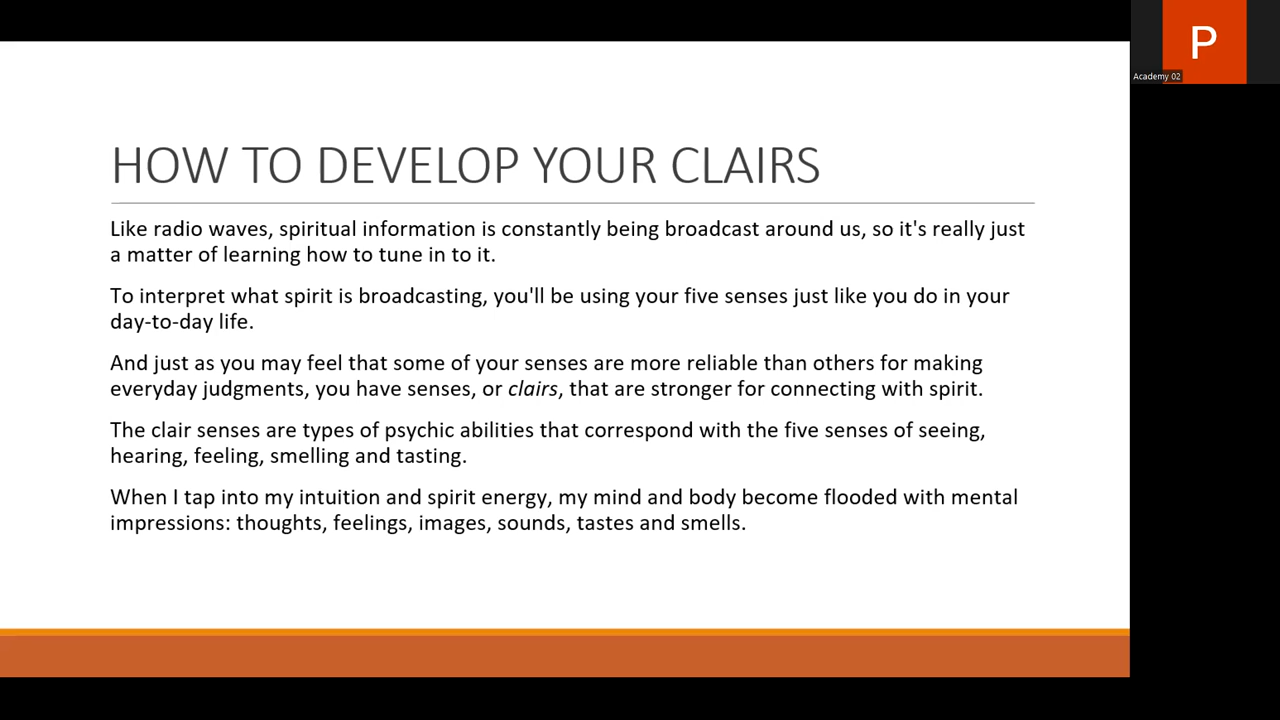 P
Academy 02
HOW TO DEVELOP YOUR CLAIRS
Like radio waves, spiritual information is constantly being broadcast around us, so it's really just
a matter of learning how to tune in to it.
To interpret what spirit is broadcasting, you'll be using your five senses just like you do in your
day-to-day life.
And just as you may feel that some of your senses are more reliable than others for making
everyday judgments, you have senses, or clairs, that are stronger for connecting with spirit.
The clair senses are types of psychic abilities that correspond with the five senses of seeing,
hearing, feeling, smelling and tasting.
When I tap into my intuition and spirit energy, my mind and body become flooded with mental
impressions: thoughts, feelings, images, sounds, tastes and smells.